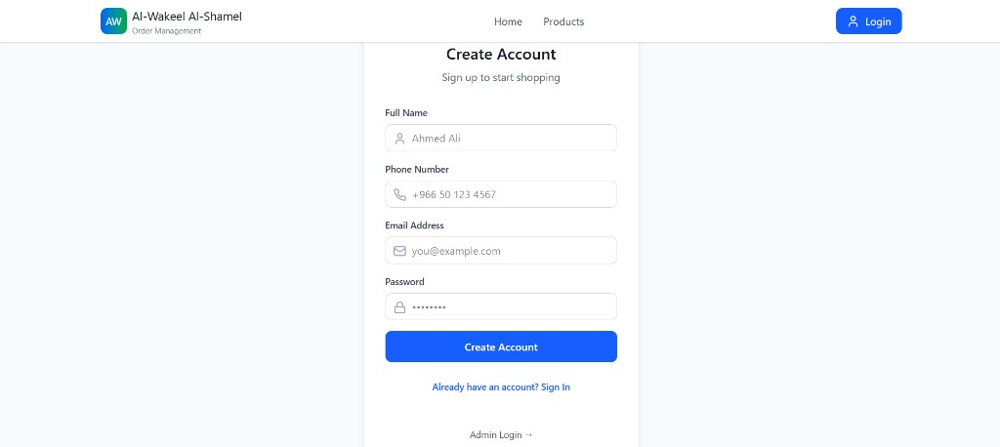 AW
Al-Wakeel Al-Shamel
Order Management
Home
Products
Login
Create Account
Sign up to start shopping
Full Name
Ahmed Ali
Phone Number
+966 50 123 4567
Email Address
you@example.com
Password
••••••••
Create Account
Already have an account? Sign In
Admin Login →